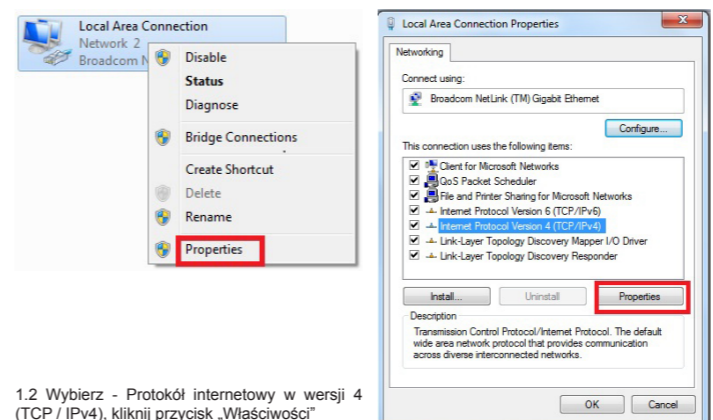 Local Area Connection
Network 2
Broadcom N
Disable
Status
Diagnose
Bridge Connections
Create Shortcut
Delete
Rename
Properties
1.2 Wybierz - Protokół internetowy w wersji 4
(TCP / IPv4), kliknij przycisk „Właściwości”
Local Area Connection Properties
Networking
Connect using:
Broadcom NetLink (TM) Gigabit Ethernet
Configure...
This connection uses the following items:
Client for Microsoft Networks
QoS Packet Scheduler
File and Printer Sharing for Microsoft Networks
Internet Protocol Version 6 (TCP/IPv6)
Internet Protocol Version 4 (TCP/IPv4)
Link-Layer Topology Discovery Mapper I/O Driver
Link-Layer Topology Discovery Responder
Install...
Uninstall
Properties
Description
Transmission Control Protocol/Internet Protocol. The default
wide area network protocol that provides communication
across diverse interconnected networks.
OK
Cancel